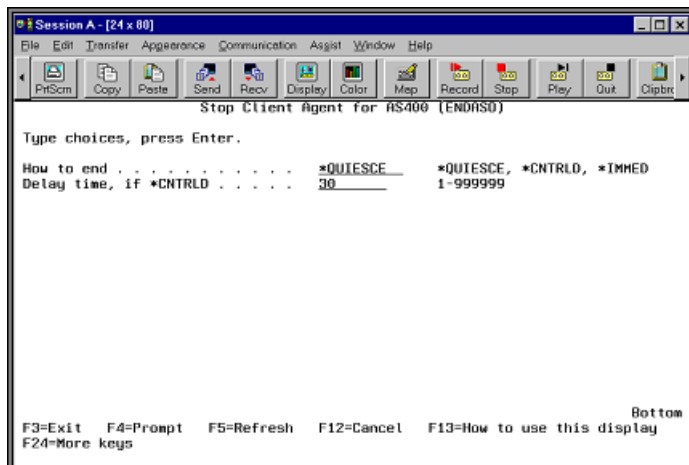 Session A - [24 x 80]
File Edit Transfer Appearance Communication Assist Window Help
PrtScrn Copy Paste Send Recv Display Color Map Record Stop Play Quit Clipbrd
Stop Client Agent for AS400 (ENDASO)
Type choices, press Enter.
How to end . . . . . . . . . . . *QUIESCE *QUIESCE, *CNTRLD, *IMMED
Delay time, if *CNTRLD . . . . . 30 1-999999
Bottom
F3=Exit F4=Prompt F5=Refresh F12=Cancel F13=How to use this display
F24=More keys